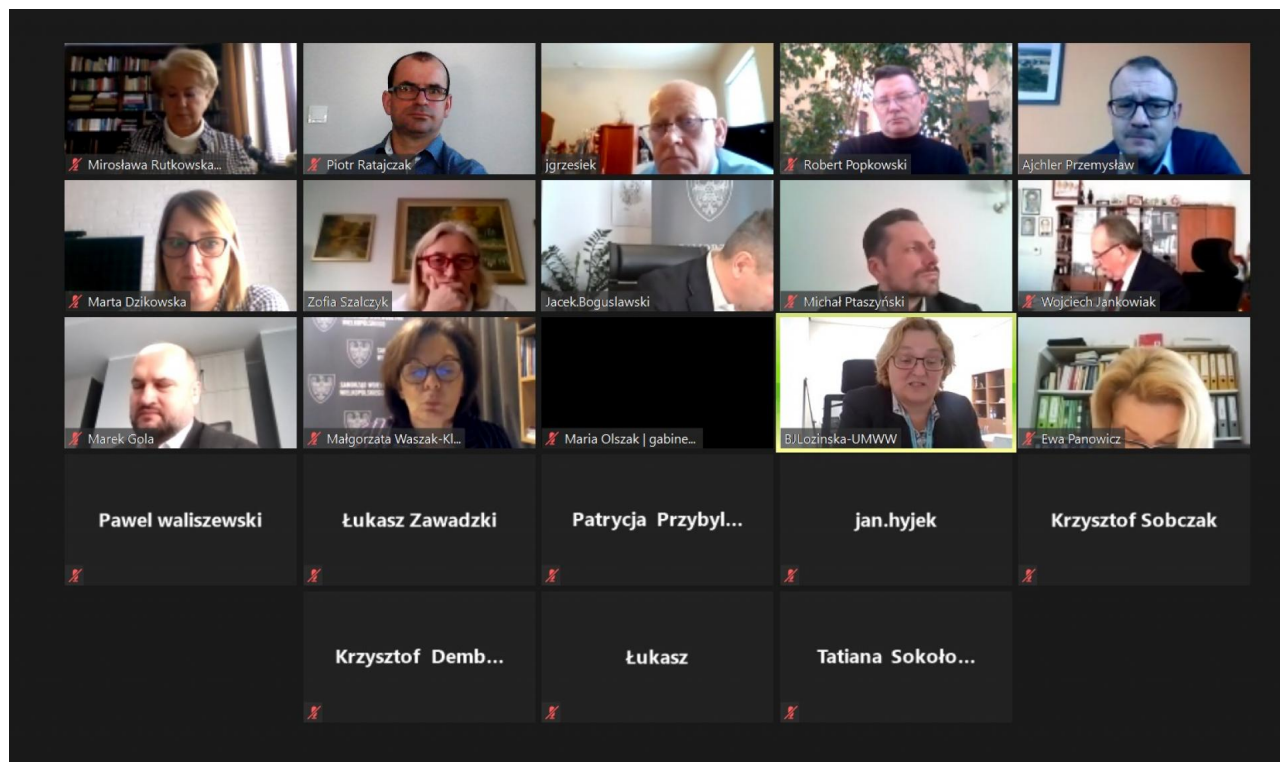 Mirosława Rutkowska...
Piotr Ratajczak
jgrzesiek
Robert Popkowski
Ajchler Przemysław
Marta Dzikowska
Zofia Szalczyk
Jacek.Boguslawski
Michał Ptaszyński
Wojciech Jankowiak
Marek Gola
SAMORZĄD
Małgorzata Waszak-Kl...
Maria Olszak | gabine...
BJLozinska-UMWW
Ewa Panowicz
Pawel waliszewski
Łukasz Zawadzki
Patrycja Przybyl...
jan.hyjek
Krzysztof Sobczak
Krzysztof Demb...
Łukasz
Tatiana Sokoło...